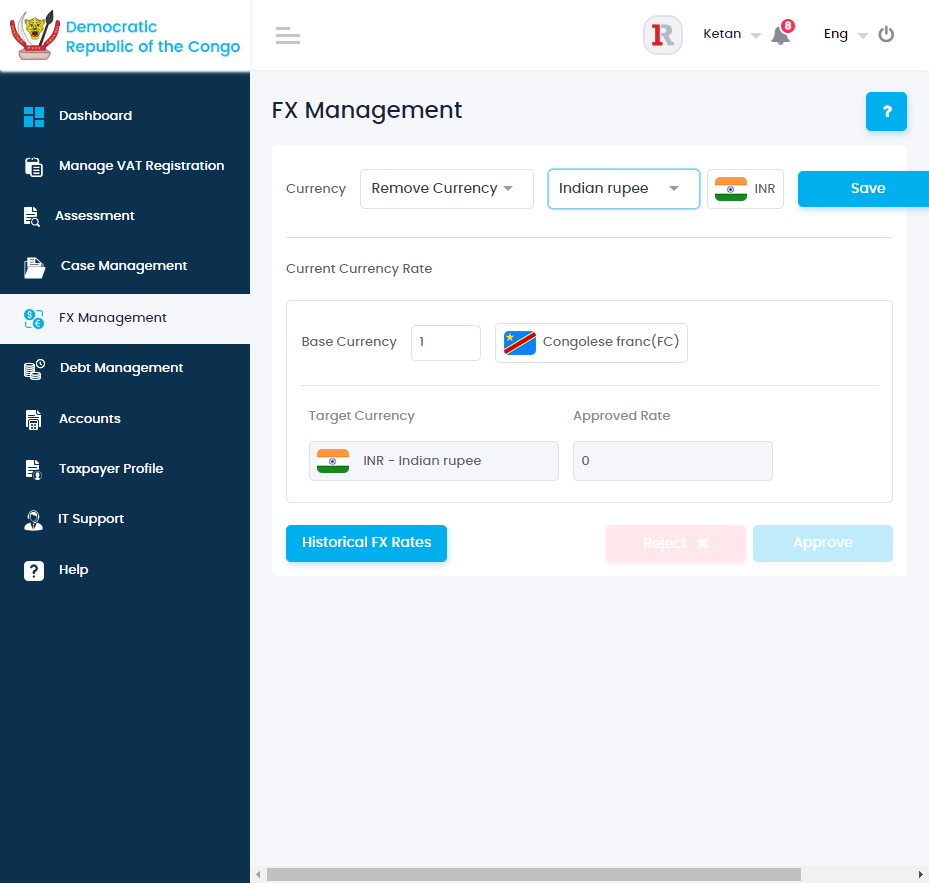 Democratic
Republic of the Congo
Ketan
8
Eng
Dashboard
Manage VAT Registration
Assessment
Case Management
FX Management
Debt Management
Accounts
Taxpayer Profile
IT Support
Help
FX Management
?
Currency
Remove Currency
Indian rupee
INR
Save
Current Currency Rate
Base Currency
1
Congolese franc(FC)
Target Currency
Approved Rate
INR - Indian rupee
0
Historical FX Rates
Reject
Approve